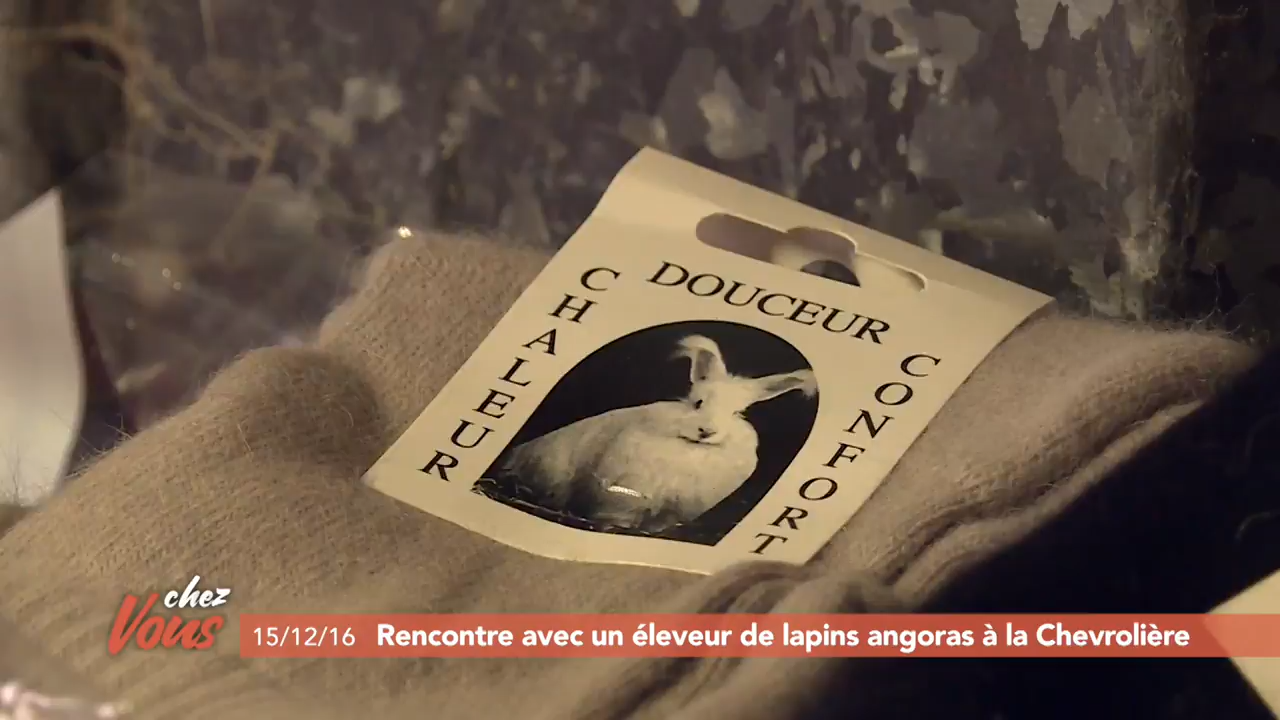 DOUCEUR
CHALEUR
CONFORT
chez
Vous
15/12/16 Rencontre avec un éleveur de lapins angoras à la Chevrolière